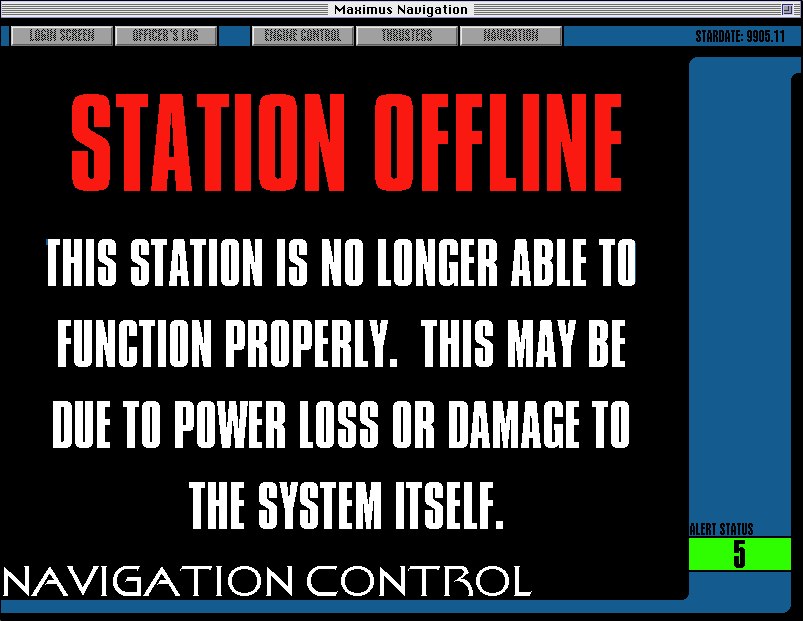 Maximus Navigation
LOGIN SCREEN OFFICER'S LOG ENGINE CONTROL THRUSTERS NAVIGATION STARDATE: 9905.11
STATION OFFLINE
THIS STATION IS NO LONGER ABLE TO
FUNCTION PROPERLY. THIS MAY BE
DUE TO POWER LOSS OR DAMAGE TO
THE SYSTEM ITSELF.
ALERT STATUS
5
NAVIGATION CONTROL